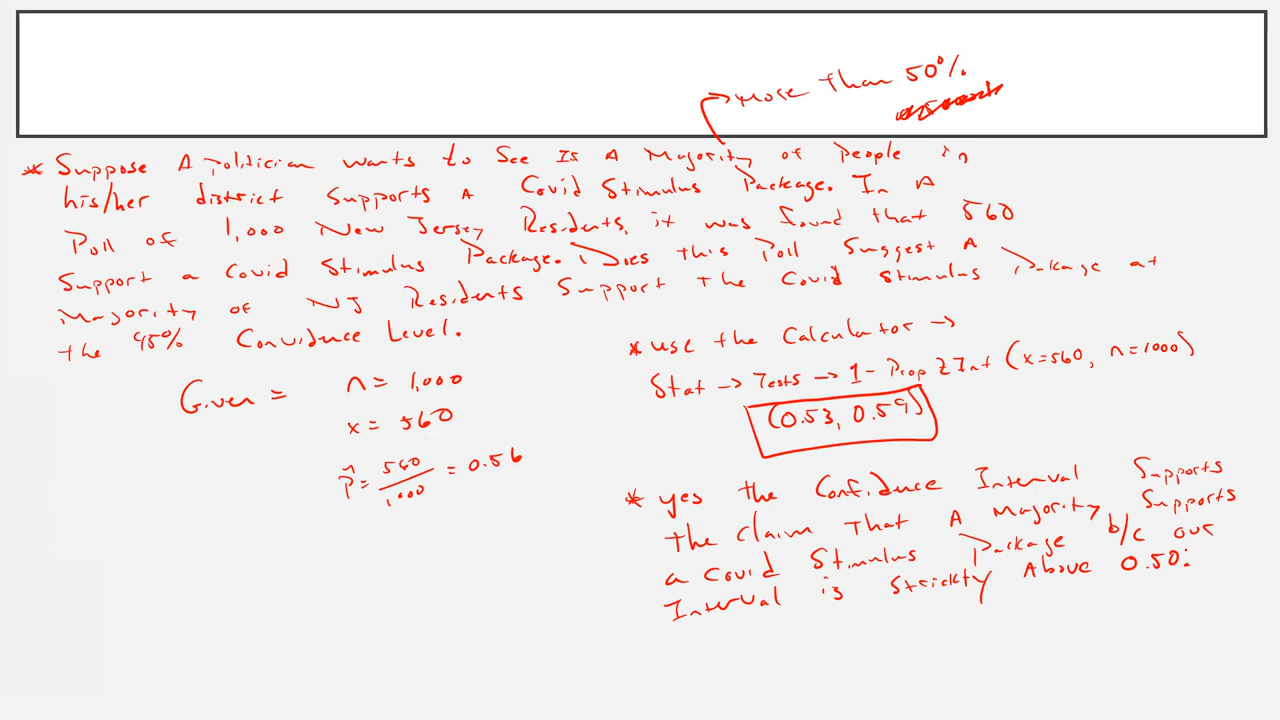 → More than 50%
* Suppose A politician wants to See Is A Majority of People in
his/her district Supports A Covid Stimulus Package. In A
Poll of 1,000 New Jersey Residents, it was found that 560
Support a Covid Stimulus Package. Does this Poll Suggest A
Majority of NJ Residents Support the Covid Stimulus Package at
the 95% Convidence Level.
Given = n = 1,000
x = 560
p̂ = 560/1000 = 0.56
* use the Calculator →
Stat → Tests → 1-Prop Z Int (x=560, n=1000)
(0.53, 0.59)
* yes the Confidence Interval Supports
the claim that A Majority Supports
a Covid Stimulus Package b/c our
Interval is Strickty Above 0.50.